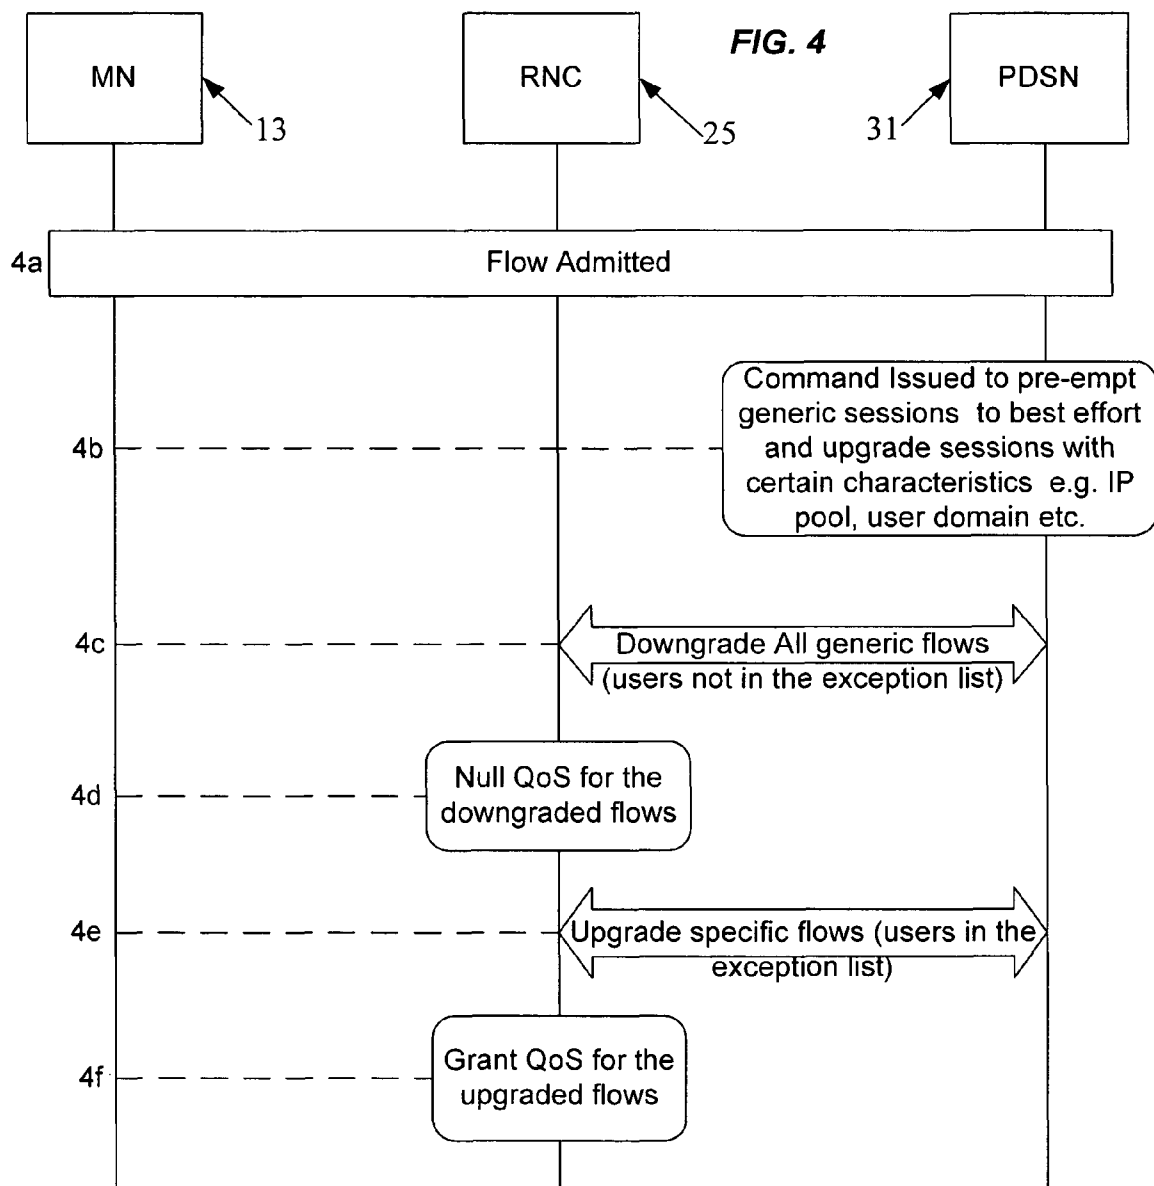 FIG. 4
MN
RNC
PDSN
13
25
31
4a
Flow Admitted
Command Issued to pre-empt
generic sessions to best effort
and upgrade sessions with
certain characteristics e.g. IP
pool, user domain etc.
4b
4c
Downgrade All generic flows
(users not in the exception list)
4d
Null QoS for the
downgraded flows
4e
Upgrade specific flows (users in the
exception list)
4f
Grant QoS for the
upgraded flows